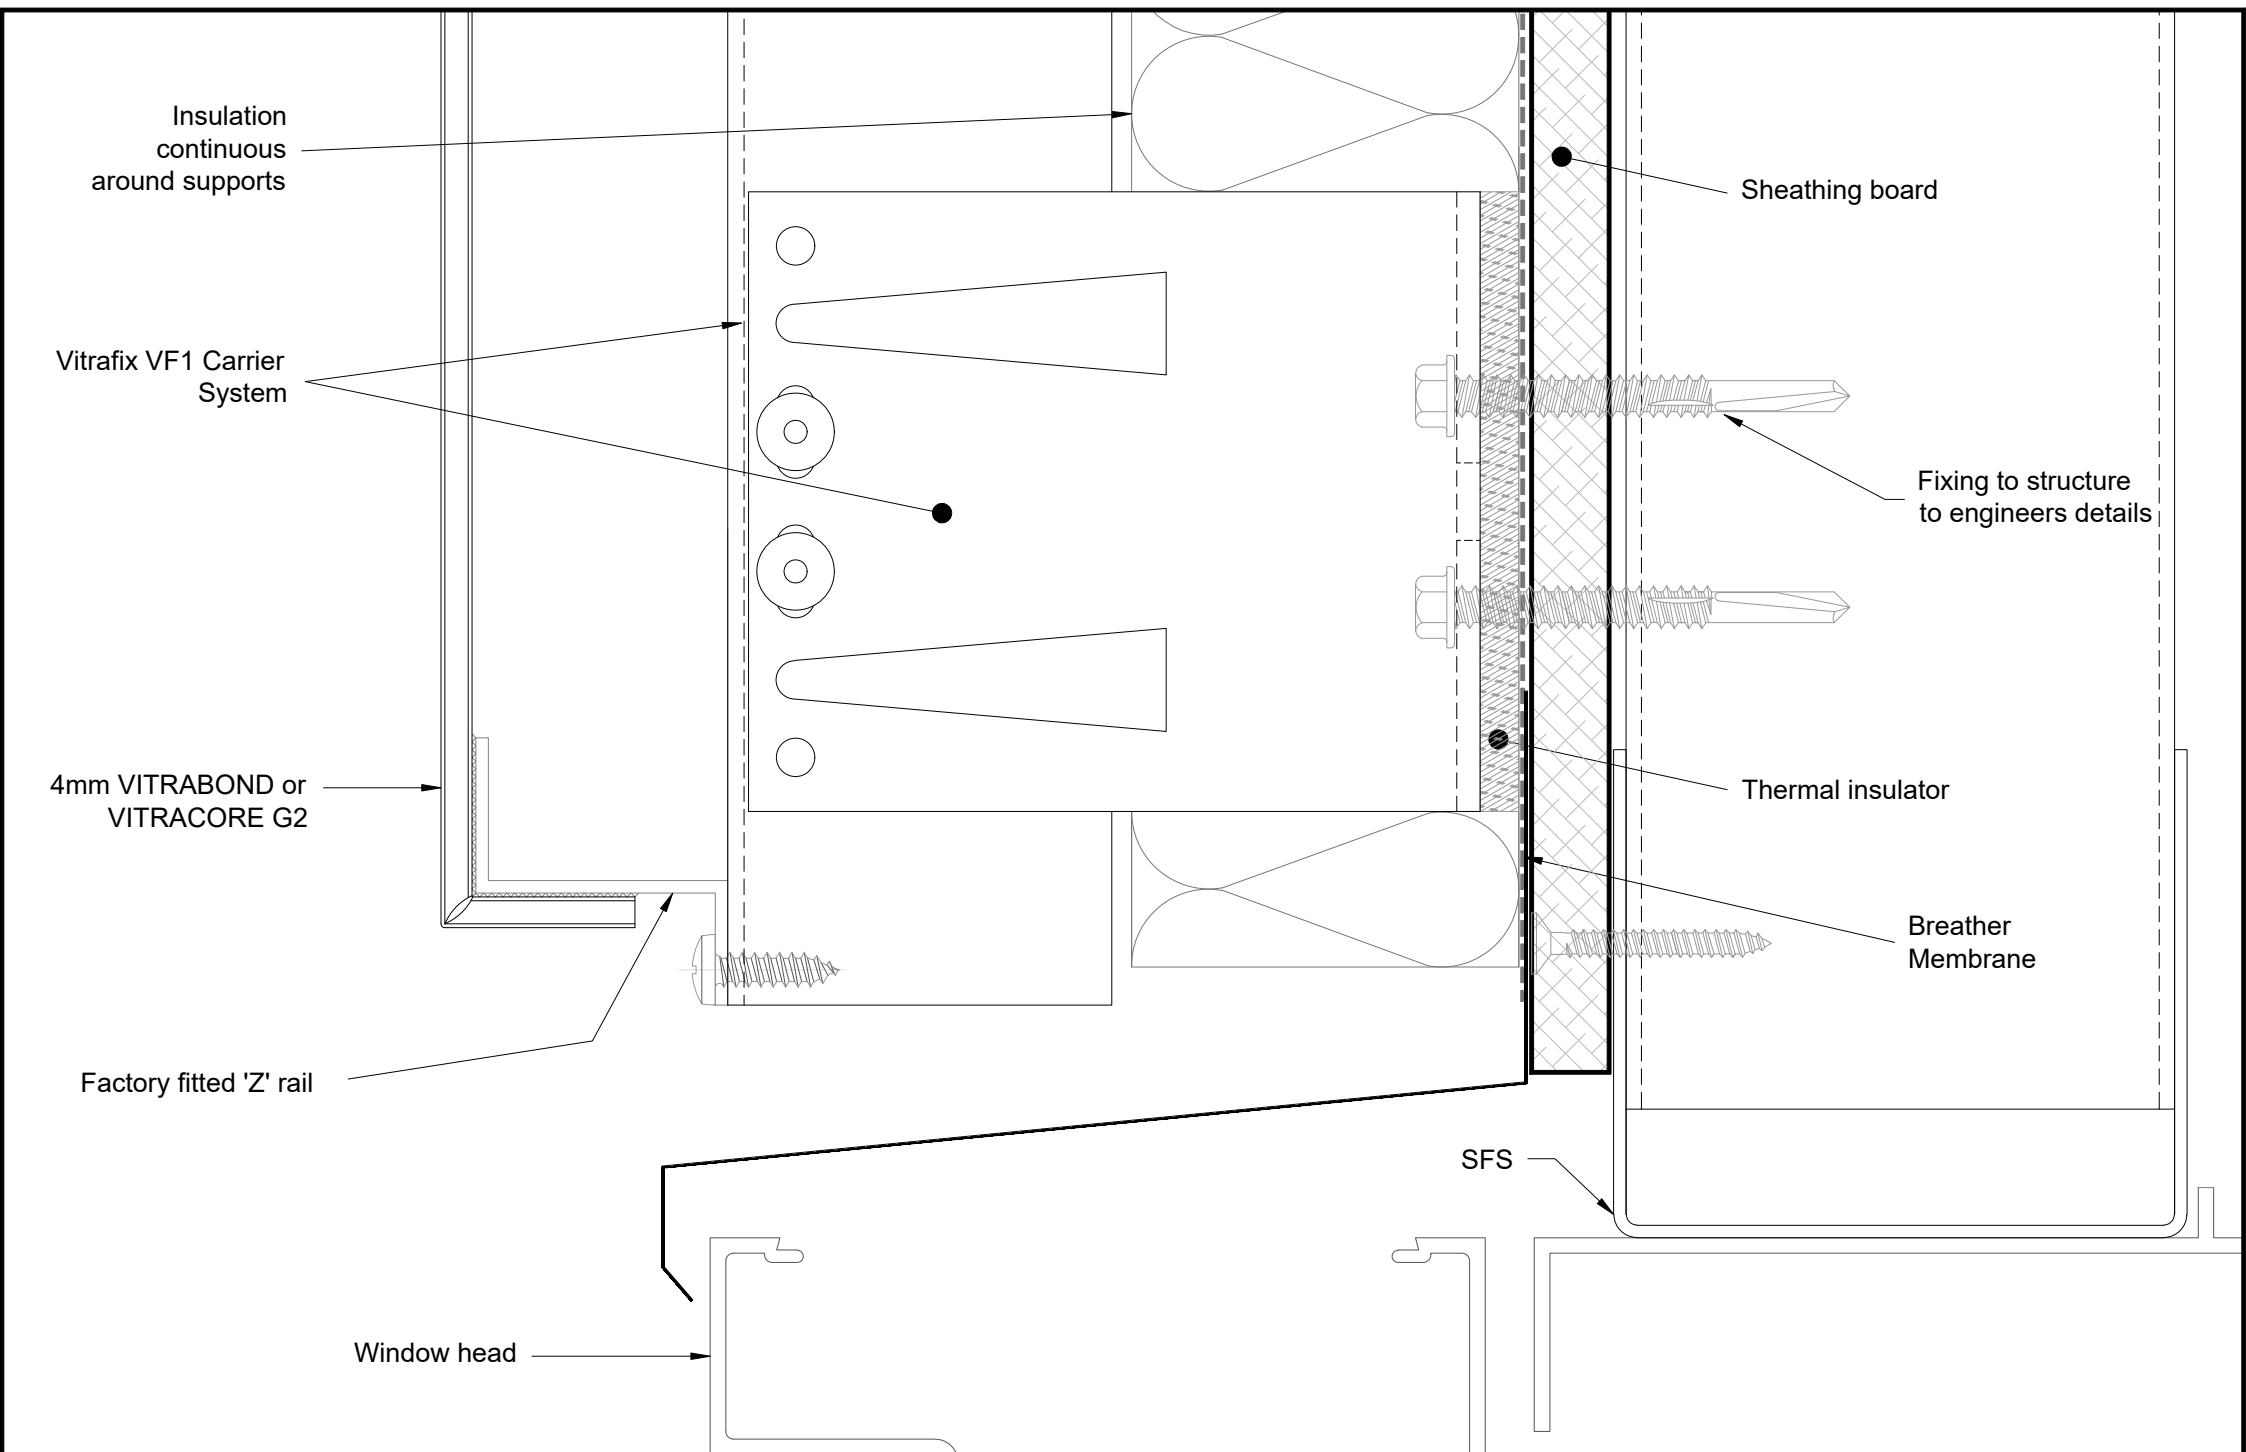 Insulation
continuous
around supports
Sheathing board
Vitrafix VF1 Carrier
System
Fixing to structure
to engineers details
4mm VITRABOND or
VITRACORE G2
Thermal insulator
Breather
Membrane
Factory fitted 'Z' rail
SFS
Window head